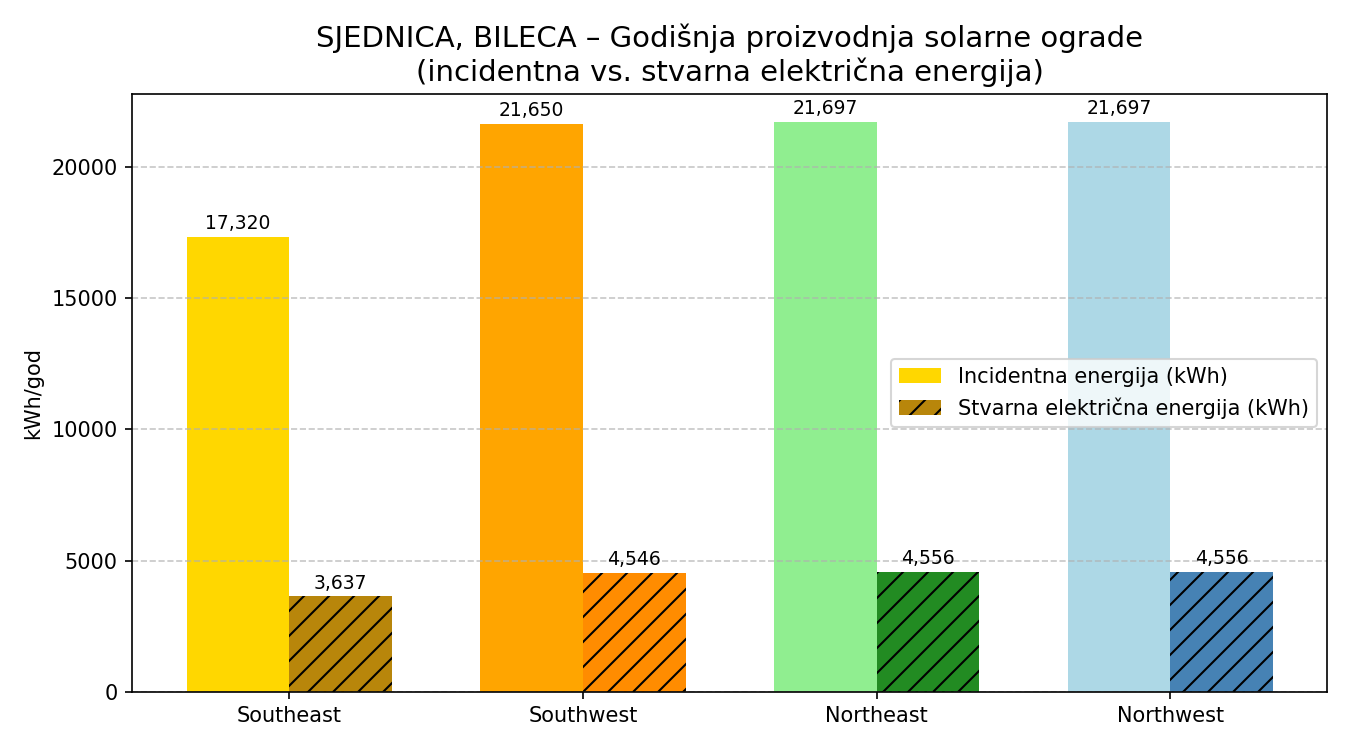 SJEDNICA, BILECA – Godišnja proizvodnja solarne ograde
(incidentna vs. stvarna električna energija)
kWh/god
20000
15000
10000
5000
0
17,320
3,637
21,650
4,546
21,697
4,556
21,697
4,556
Incidentna energija (kWh)
Stvarna električna energija (kWh)
Southeast
Southwest
Northeast
Northwest